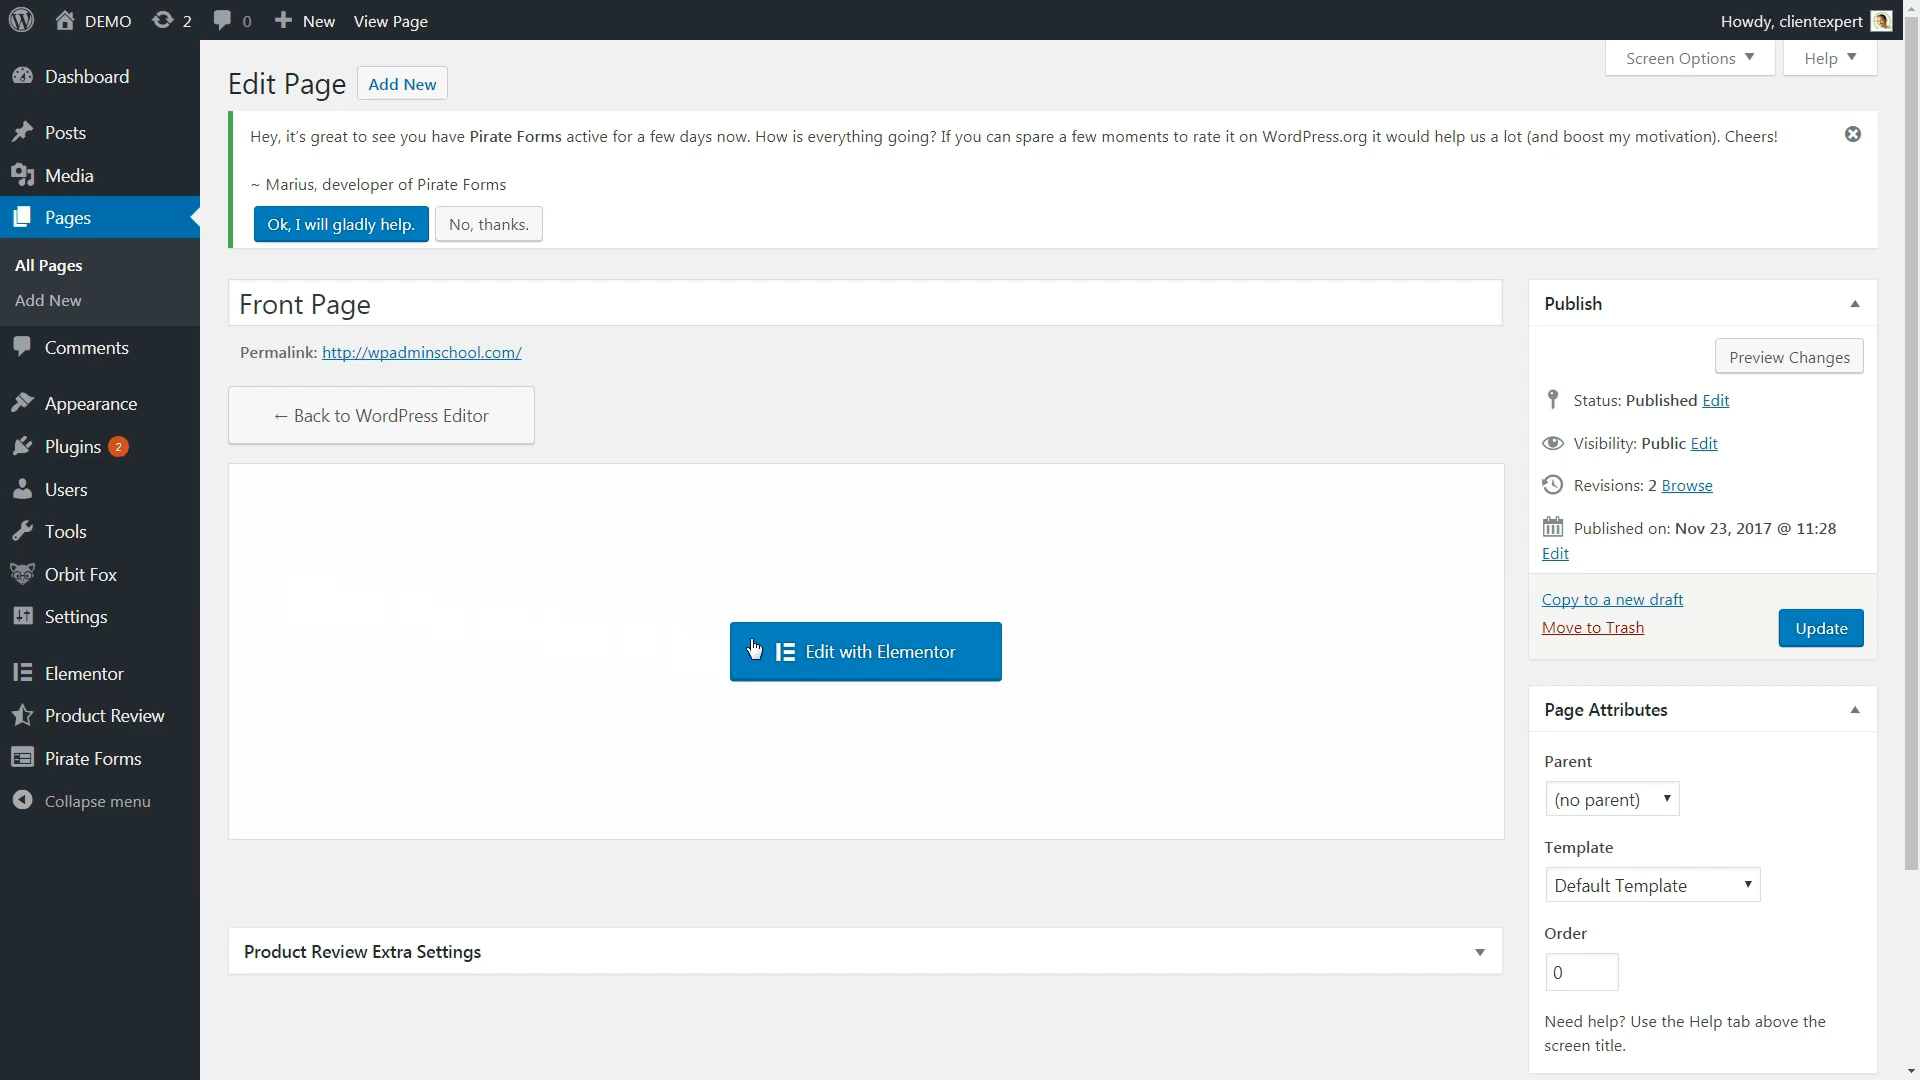 DEMO 2 0 New View Page Howdy, clientexpert
Screen Options Help
Dashboard
Posts
Media
Pages
All Pages
Add New
Comments
Appearance
Plugins 2
Users
Tools
Orbit Fox
Settings
Elementor
Product Review
Pirate Forms
Collapse menu
Edit Page Add New
Hey, it's great to see you have Pirate Forms active for a few days now. How is everything going? If you can spare a few moments to rate it on WordPress.org it would help us a lot (and boost my motivation). Cheers!
~ Marius, developer of Pirate Forms
Ok, I will gladly help. No, thanks.
Front Page
Permalink: http://wpadminschool.com/
← Back to WordPress Editor
Edit with Elementor
Product Review Extra Settings
Publish
Preview Changes
Status: Published Edit
Visibility: Public Edit
Revisions: 2 Browse
Published on: Nov 23, 2017 @ 11:28
Edit
Copy to a new draft
Move to Trash
Update
Page Attributes
Parent
(no parent)
Template
Default Template
Order
0
Need help? Use the Help tab above the
screen title.